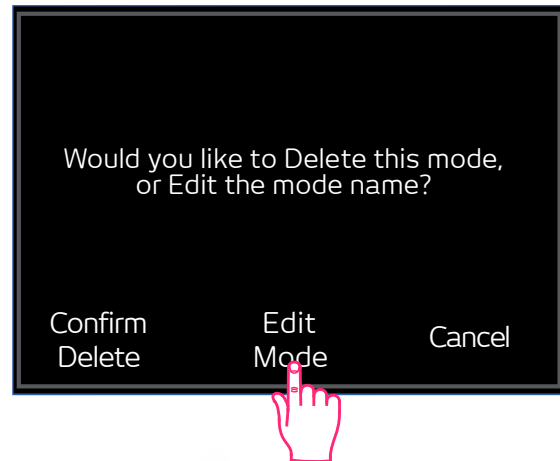 Would you like to Delete this mode,
or Edit the mode name?
Confirm
Delete
Edit
Mode
Cancel